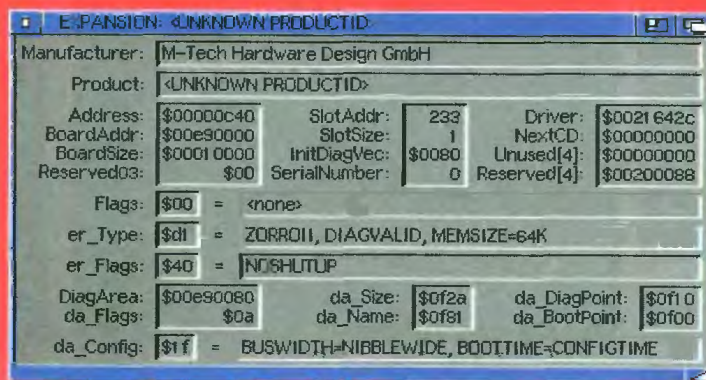 EXPANSION: <UNKNOWN PRODUCTID>
Manufacturer: M-Tech Hardware Design GmbH
Product: <UNKNOWN PRODUCTID>
Address: $00000c40 SlotAddr: 233 Driver: $0021642c
BoardAddr: $00e90000 SlotSize: 1 NextCD: $00000000
BoardSize: $00010000 InitDiagVec: $0080 Unused[4]: $00000000
Reserved03: $00 SerialNumber: 0 Reserved[4]: $00200088
Flags: $00 = <none>
er_Type: $d1 = ZORROII, DIAGVALID, MEMSIZE=64K
er_Flags: $40 = NOSHUTUP
DiagArea: $00e90080 da_Size: $0f2a da_DiagPoint: $0f10
da_Flags: $0a da_Name: $0f81 da_BootPoint: $0f00
da_Config: $1f = BUSWIDTH=NIBBLEWIDE, BOOTTIME=CONFIGTIME